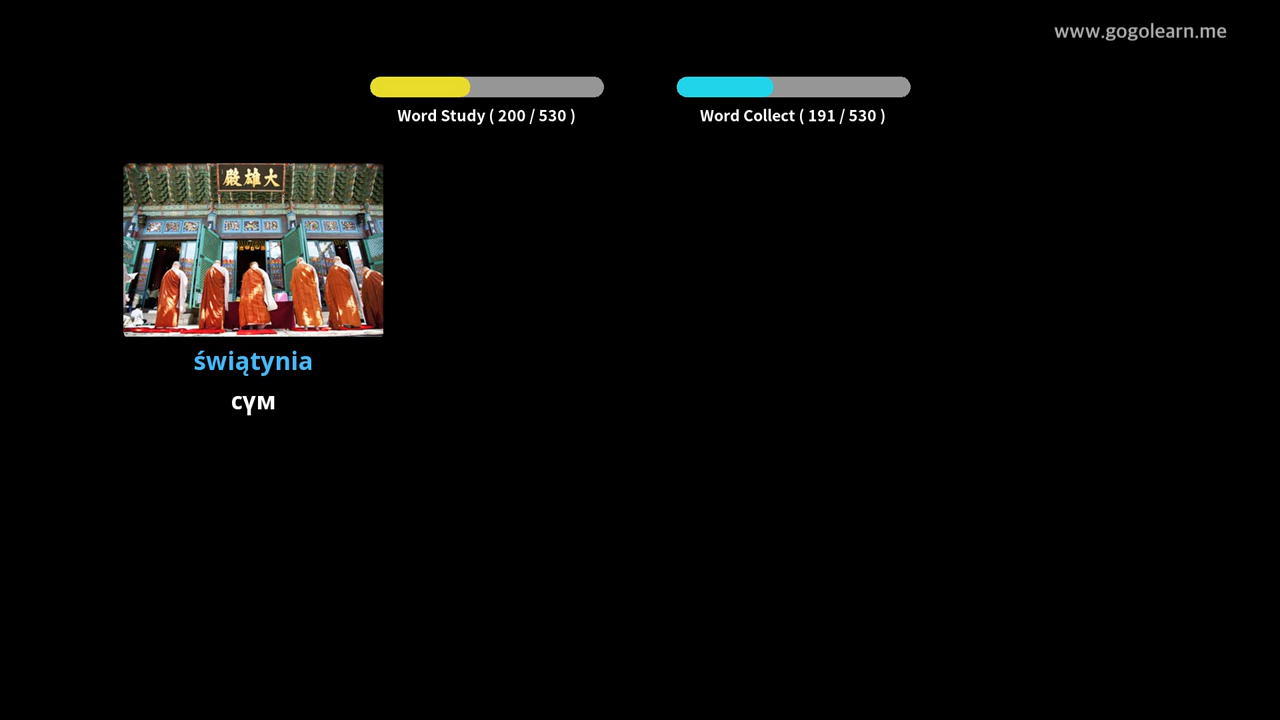 www.gogolearn.me
Word Study ( 200 / 530 )
Word Collect ( 191 / 530 )
殿雄大
świątynia
сүм